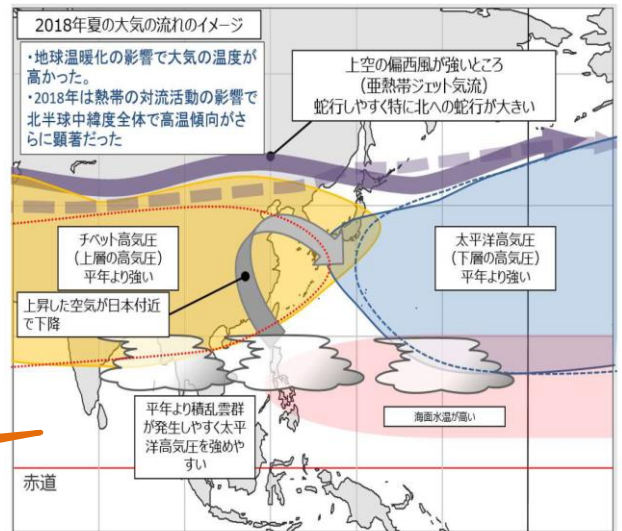 2018年夏の大気の流れのイメージ
・地球温暖化の影響で大気の温度が
高かった。
・2018年は熱帯の対流活動の影響で
北半球中緯度全体で高温傾向がさ
らに顕著だった
上空の偏西風が強いところ
（亜熱帯ジェット気流）
蛇行しやすく特に北への蛇行が大きい
チベット高気圧
（上層の高気圧）
平年より強い
太平洋高気圧
（下層の高気圧）
平年より強い
上昇した空気が日本付近
で下降
平年より積乱雲群
が発生しやすく太平
洋高気圧を強めや
すい
海面水温が高い
赤道